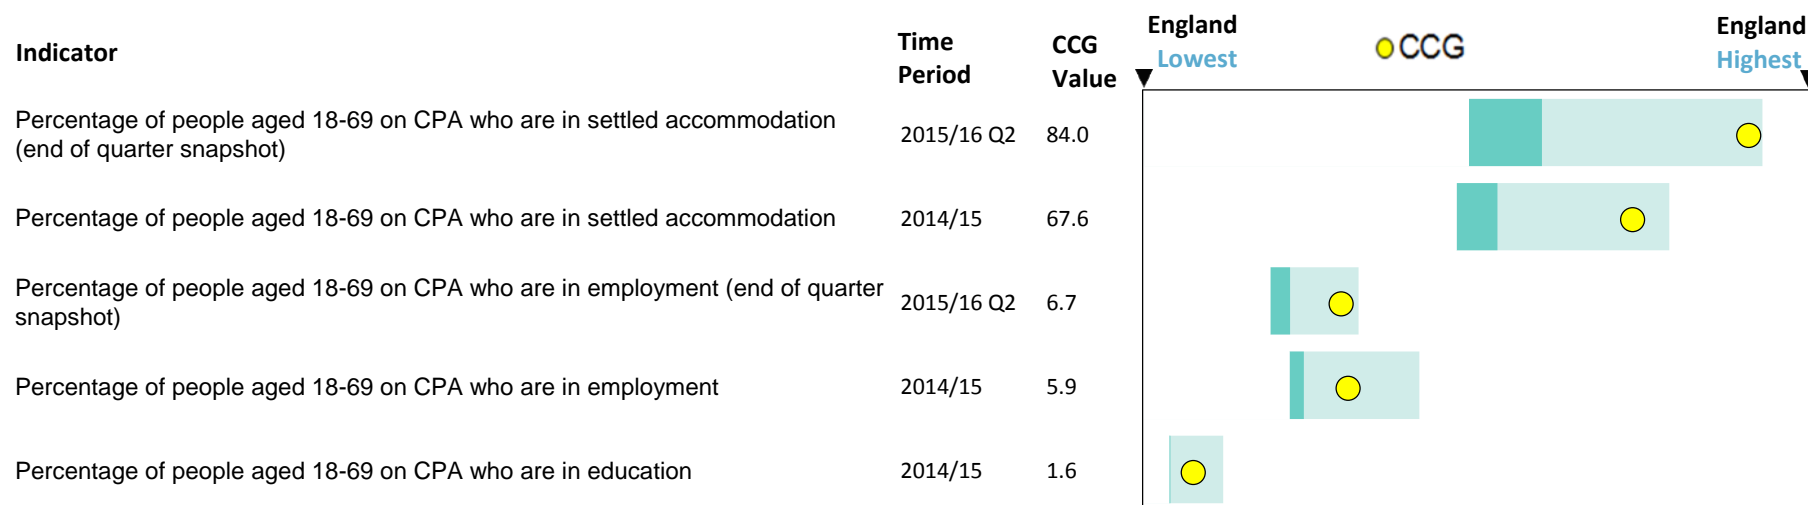 Indicator
Time
Period
CCG
Value
England
Lowest
CCG
England
Highest
Percentage of people aged 18-69 on CPA who are in settled accommodation
(end of quarter snapshot)
2015/16 Q2
84.0
Percentage of people aged 18-69 on CPA who are in settled accommodation
2014/15
67.6
Percentage of people aged 18-69 on CPA who are in employment (end of quarter
snapshot)
2015/16 Q2
6.7
Percentage of people aged 18-69 on CPA who are in employment
2014/15
5.9
Percentage of people aged 18-69 on CPA who are in education
2014/15
1.6